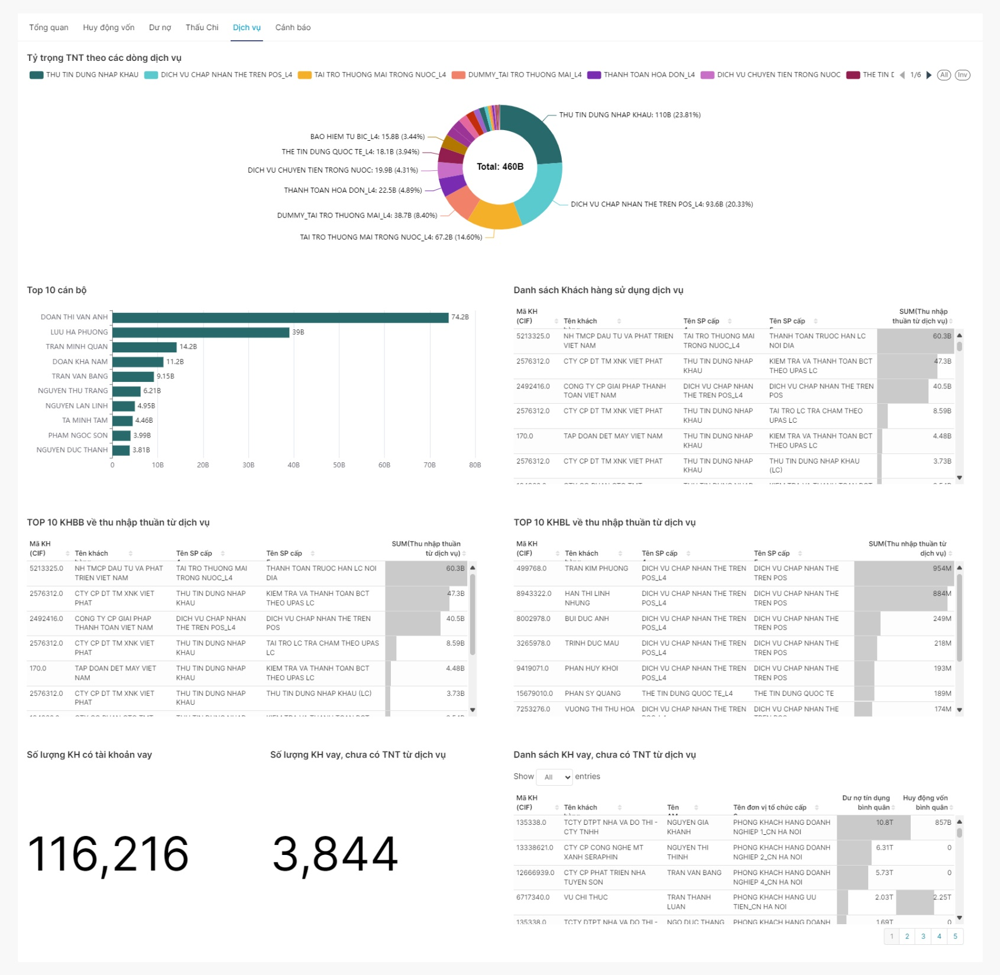 Tổng quan Huy động vốn Dư nợ Thấu Chi Dịch vụ Cảnh báo
Tỷ trọng TNT theo các dòng dịch vụ
THU TIN DUNG NHAP KHAU DICH VU CHAP NHAN THE TREN POS_L4 TAI TRO THUONG MAI TRONG NUOC_L4 DUMMY_TAI TRO THUONG MAI_L4 THANH TOAN HOA DON_L4 DICH VU CHUYEN TIEN TRONG NUOC THE TIN 1/6 All Inv
THU TIN DUNG NHAP KHAU: 110B (23.81%)
BAO HIEM TU BIC_L4: 15.8B (3.44%)
THE TIN DUNG QUOC TE_L4: 18.1B (3.94%)
Total: 460B
DICH VU CHUYEN TIEN TRONG NUOC: 19.9B (4.31%)
THANH TOAN HOA DON_L4: 22.5B (4.89%)
DICH VU CHAP NHAN THE TREN POS_L4: 93.6B (20.33%)
DUMMY_TAI TRO THUONG MAI_L4: 38.7B (8.40%)
TAI TRO THUONG MAI TRONG NUOC_L4: 67.2B (14.60%)
Top 10 cán bộ
DOAN THI VAN ANH 74.2B
LUU HA PHUONG 39B
TRAN MINH QUAN 14.2B
DOAN KHA NAM 11.2B
TRAN VAN BANG 9.15B
NGUYEN THU TRANG 6.21B
NGUYEN LAN LINH 4.95B
TA MINH TAM 4.46B
PHAM NGOC SON 3.99B
NGUYEN DUC THANH 3.81B
0 10B 20B 30B 40B 50B 60B 70B 80B
Danh sách Khách hàng sử dụng dịch vụ
Mã KH SUM(Thu nhập
(CIF) Tên khách Tên SP cấp Tên SP cấp thuần từ dịch vụ)
5213325.0 NH TMCP DAU TU VA PHAT TRIEN TAI TRO THUONG MAI THANH TOAN TRUOC HAN LC 60.3B
VIET NAM TRONG NUOC_L4 NOI DIA
2576312.0 CTY CP DT TM XNK VIET PHAT THU TIN DUNG NHAP KIEM TRA VA THANH TOAN BCT 47.3B
KHAU THEO UPAS LC
2492416.0 CONG TY CP GIAI PHAP THANH DICH VU CHAP NHAN DICH VU CHAP NHAN THE TREN 40.5B
TOAN VIET NAM THE TREN POS_L4 POS
2576312.0 CTY CP DT TM XNK VIET PHAT THU TIN DUNG NHAP TAI TRO LC TRA CHAM THEO 8.59B
KHAU UPAS LC
170.0 TAP DOAN DET MAY VIET NAM THU TIN DUNG NHAP KIEM TRA VA THANH TOAN BCT 4.48B
KHAU THEO UPAS LC
2576312.0 CTY CP DT TM XNK VIET PHAT THU TIN DUNG NHAP THU TIN DUNG NHAP KHAU 3.73B
KHAU (LC)
TOP 10 KHBB về thu nhập thuần từ dịch vụ
Mã KH SUM(Thu nhập thuần
(CIF) Tên khách Tên SP cấp Tên SP cấp từ dịch vụ)
5213325.0 NH TMCP DAU TU VA PHAT TAI TRO THUONG MAI THANH TOAN TRUOC HAN LC NOI 60.3B
TRIEN VIET NAM TRONG NUOC_L4 DIA
2576312.0 CTY CP DT TM XNK VIET THU TIN DUNG NHAP KIEM TRA VA THANH TOAN BCT 47.3B
PHAT KHAU THEO UPAS LC
2492416.0 CONG TY CP GIAI PHAP DICH VU CHAP NHAN DICH VU CHAP NHAN THE TREN 40.5B
THANH TOAN VIET NAM THE TREN POS_L4 POS
2576312.0 CTY CP DT TM XNK VIET THU TIN DUNG NHAP TAI TRO LC TRA CHAM THEO UPAS 8.59B
PHAT KHAU LC
170.0 TAP DOAN DET MAY VIET THU TIN DUNG NHAP KIEM TRA VA THANH TOAN BCT 4.48B
NAM KHAU THEO UPAS LC
2576312.0 CTY CP DT TM XNK VIET THU TIN DUNG NHAP THU TIN DUNG NHAP KHAU (LC) 3.73B
PHAT KHAU
TOP 10 KHBL về thu nhập thuần từ dịch vụ
Mã KH SUM(Thu nhập thuần từ
(CIF) Tên khách Tên SP cấp Tên SP cấp dịch vụ)
499768.0 TRAN KIM PHUONG DICH VU CHAP NHAN THE TREN DICH VU CHAP NHAN THE 954M
POS_L4 TREN POS
8943322.0 HAN THI LINH DICH VU CHAP NHAN THE TREN DICH VU CHAP NHAN THE 884M
NHUNG POS_L4 TREN POS
8002978.0 BUI DUC ANH DICH VU CHAP NHAN THE TREN DICH VU CHAP NHAN THE 249M
POS_L4 TREN POS
3265978.0 TRINH DUC MAU DICH VU CHAP NHAN THE TREN DICH VU CHAP NHAN THE 218M
POS_L4 TREN POS
9419071.0 PHAN HUY KHOI DICH VU CHAP NHAN THE TREN DICH VU CHAP NHAN THE 193M
POS_L4 TREN POS
15679010.0 PHAN SY QUANG THE TIN DUNG QUOC TE_L4 THE TIN DUNG QUOC TE 189M
7253276.0 VUONG THI THU HOA DICH VU CHAP NHAN THE TREN DICH VU CHAP NHAN THE 174M
Số lượng KH có tài khoản vay
116,216
Số lượng KH vay, chưa có TNT từ dịch vụ
3,844
Danh sách KH vay, chưa có TNT từ dịch vụ
Show All entries
Mã KH Dư nợ tín dụng Huy động vốn
(CIF) Tên khách Tên Tên đơn vị tổ chức cấp bình quân bình quân
135338.0 TCTY DTPT NHA VA DO THI - NGUYEN GIA PHONG KHACH HANG DOANH 10.8T 857B
CTY TNHH KHANH NGHIEP 1_CN HA NOI
13338621.0 CTY CP CONG NGHE MT NGUYEN THI PHONG KHACH HANG DOANH 6.31T 0
XANH SERAPHIN THINH NGHIEP 2_CN HA NOI
12666939.0 CTY CP PHAT TRIEN NHA TRAN VAN BANG PHONG KHACH HANG DOANH 5.73T 0
TUYEN SON NGHIEP 4_CN HA NOI
6717340.0 VU CHI THUC TRAN THANH PHONG KHACH HANG UU 2.03T 2.25T
LUAN TIEN_CN HA NOI
135338.0 TCTY DTPT NHA VA DO THI - NGO DUC THANG PHONG KHACH HANG DOANH 1.69T 0
1 2 3 4 5